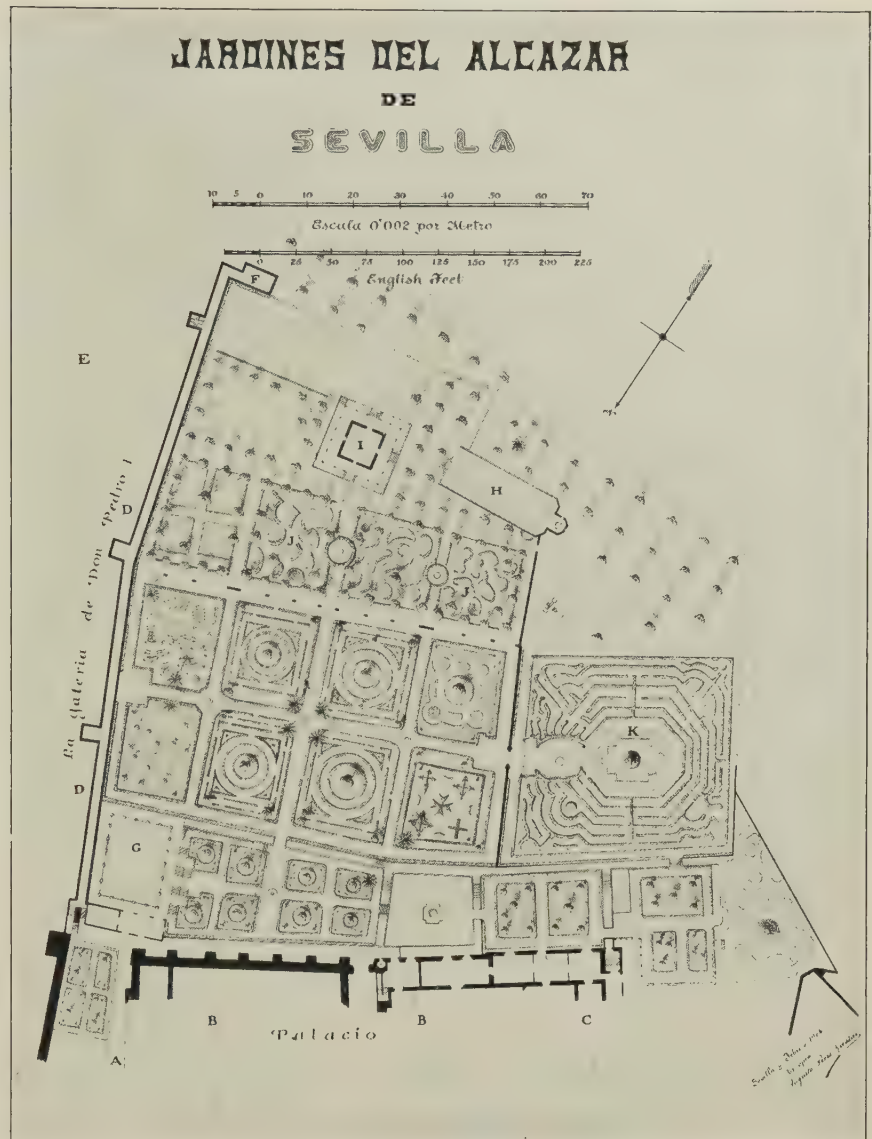 JARDINES DEL ALCAZAR
DE
SEVILLA
10 5 0 10 20 30 40 50 60 70
Escala 0'002 por Metro
0 25 50 75 100 125 150 175 200 225
English Feet
F
E
I
H
D
J
J
La galeria de Don Pedro I
K
D
G
B
B
C
Palacio
A
Sevilla